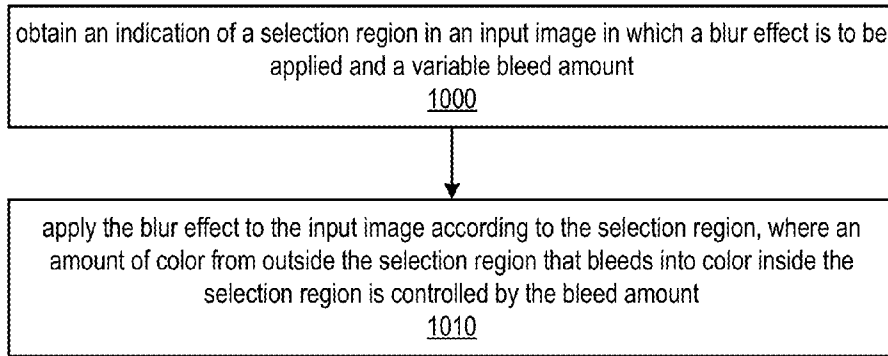 obtain an indication of a selection region in an input image in which a blur effect is to be
applied and a variable bleed amount
1000
apply the blur effect to the input image according to the selection region, where an
amount of color from outside the selection region that bleeds into color inside the
selection region is controlled by the bleed amount
1010